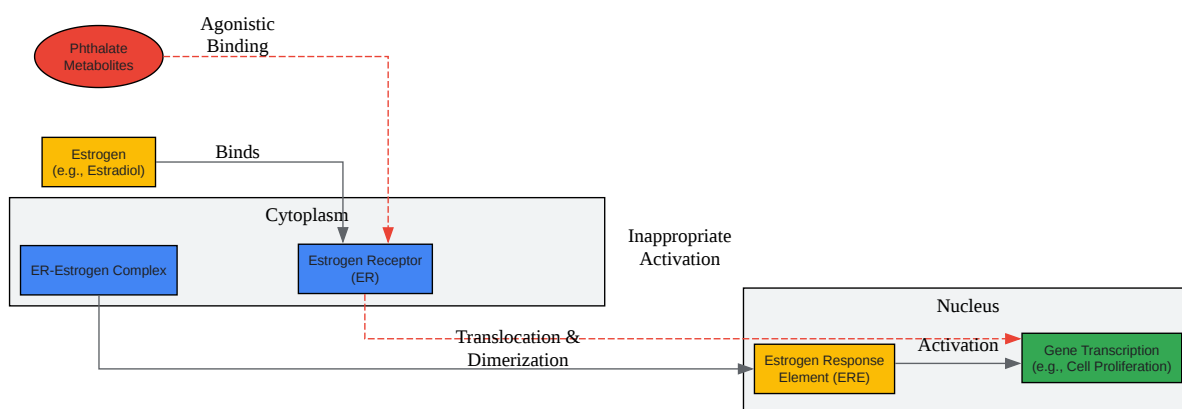 Agonistic
Binding
Phthalate
Metabolites
Estrogen
(e.g., Estradiol)
Binds
Cytoplasm
ER-Estrogen Complex
Estrogen Receptor
(ER)
Inappropriate
Activation
Nucleus
Translocation &
Dimerization
Activation
Estrogen Response
Element (ERE)
Gene Transcription
(e.g., Cell Proliferation)